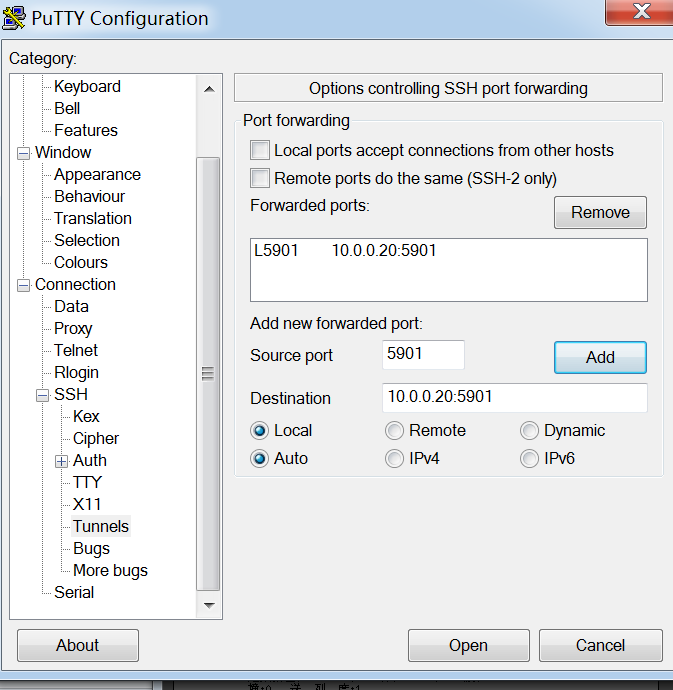 PuTTY Configuration
Category:
Keyboard
Bell
Features
Window
Appearance
Behaviour
Translation
Selection
Colours
Connection
Data
Proxy
Telnet
Rlogin
SSH
Kex
Cipher
Auth
TTY
X11
Tunnels
Bugs
More bugs
Serial
Options controlling SSH port forwarding
Port forwarding
Local ports accept connections from other hosts
Remote ports do the same (SSH-2 only)
Forwarded ports:
Remove
L5901 10.0.0.20:5901
Add new forwarded port:
Source port 5901 Add
Destination 10.0.0.20:5901
Local Remote Dynamic
Auto IPv4 IPv6
About Open Cancel